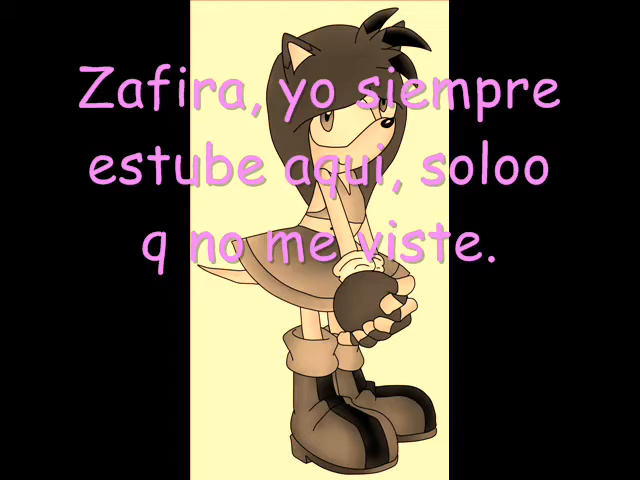 Zafira, yo siempre
estube aqui, soloo
q no me viste.